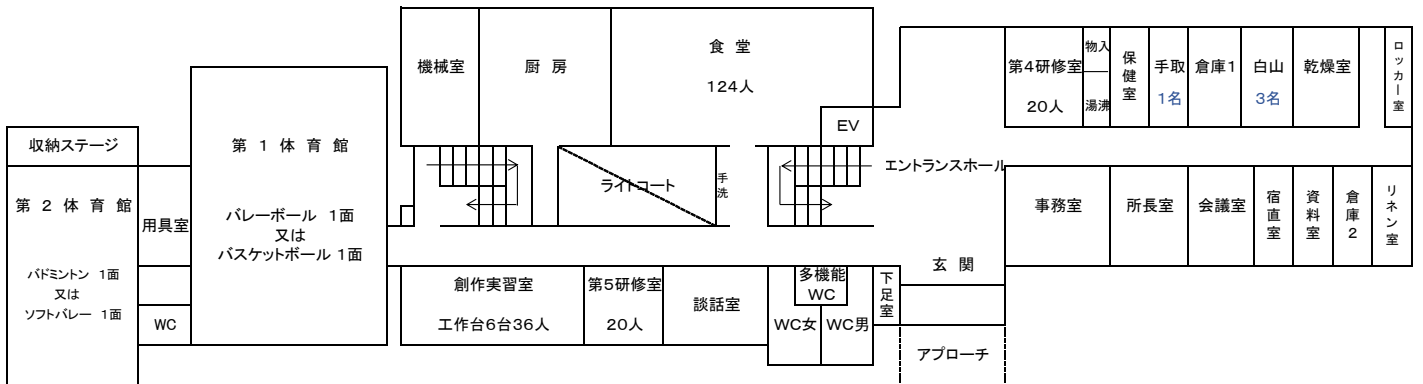 収納ステージ
第 2 体 育 館
バドミントン 1面
又は
ソフトバレー 1面
用具室
WC
第 1 体 育 館
バレーボール 1面
又は
バスケットボール 1面
機械室
厨 房
食 堂
124人
EV
ライトコート
手洗
創作実習室
工作台6台36人
第5研修室
20人
談話室
多機能
WC
WC女
WC男
下足室
エントランスホール
玄 関
アプローチ
第4研修室
20人
物入
湯沸
保健室
手取
1名
倉庫1
白山
3名
乾燥室
ロッカー室
事務室
所長室
会議室
宿直室
資料室
倉庫2
リネン室